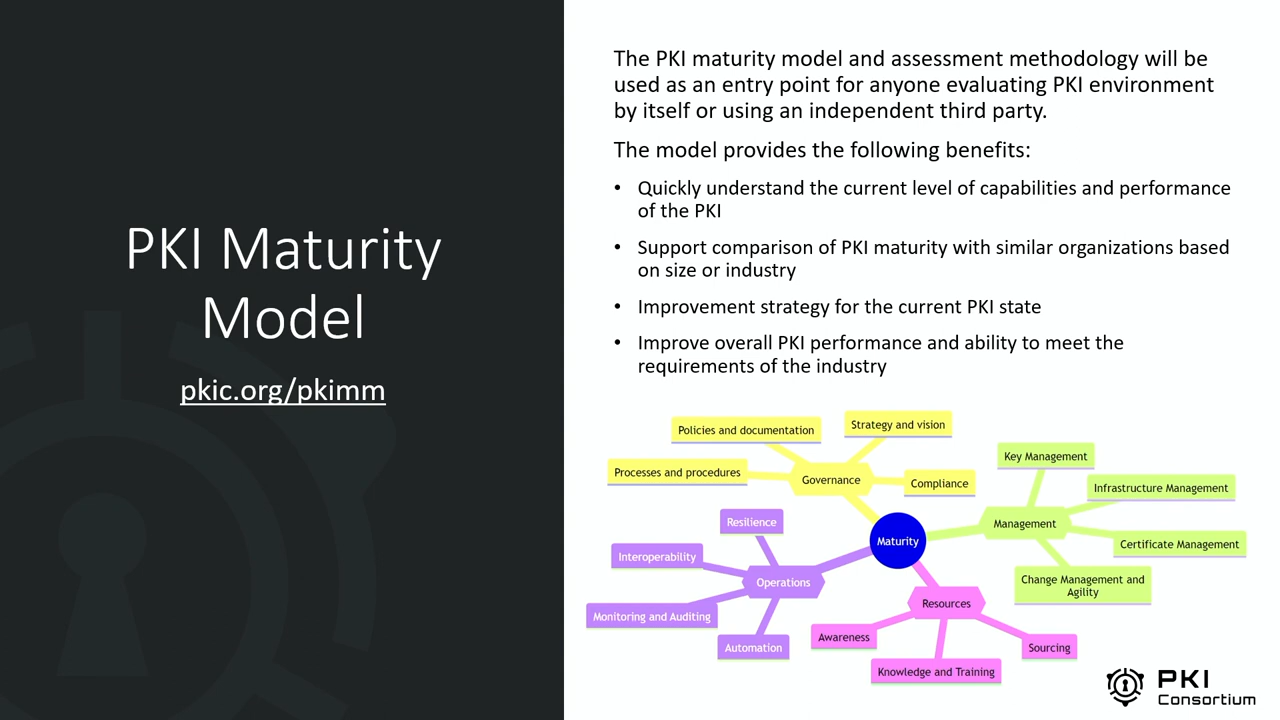 PKI Maturity
Model
pkic.org/pkimm
The PKI maturity model and assessment methodology will be
used as an entry point for anyone evaluating PKI environment
by itself or using an independent third party.
The model provides the following benefits:
• Quickly understand the current level of capabilities and performance
of the PKI
• Support comparison of PKI maturity with similar organizations based
on size or industry
• Improvement strategy for the current PKI state
• Improve overall PKI performance and ability to meet the
requirements of the industry
Policies and documentation
Strategy and vision
Processes and procedures
Governance
Compliance
Key Management
Infrastructure Management
Management
Certificate Management
Change Management and
Agility
Maturity
Resilience
Interoperability
Operations
Monitoring and Auditing
Automation
Resources
Awareness
Knowledge and Training
Sourcing
PKI
Consortium